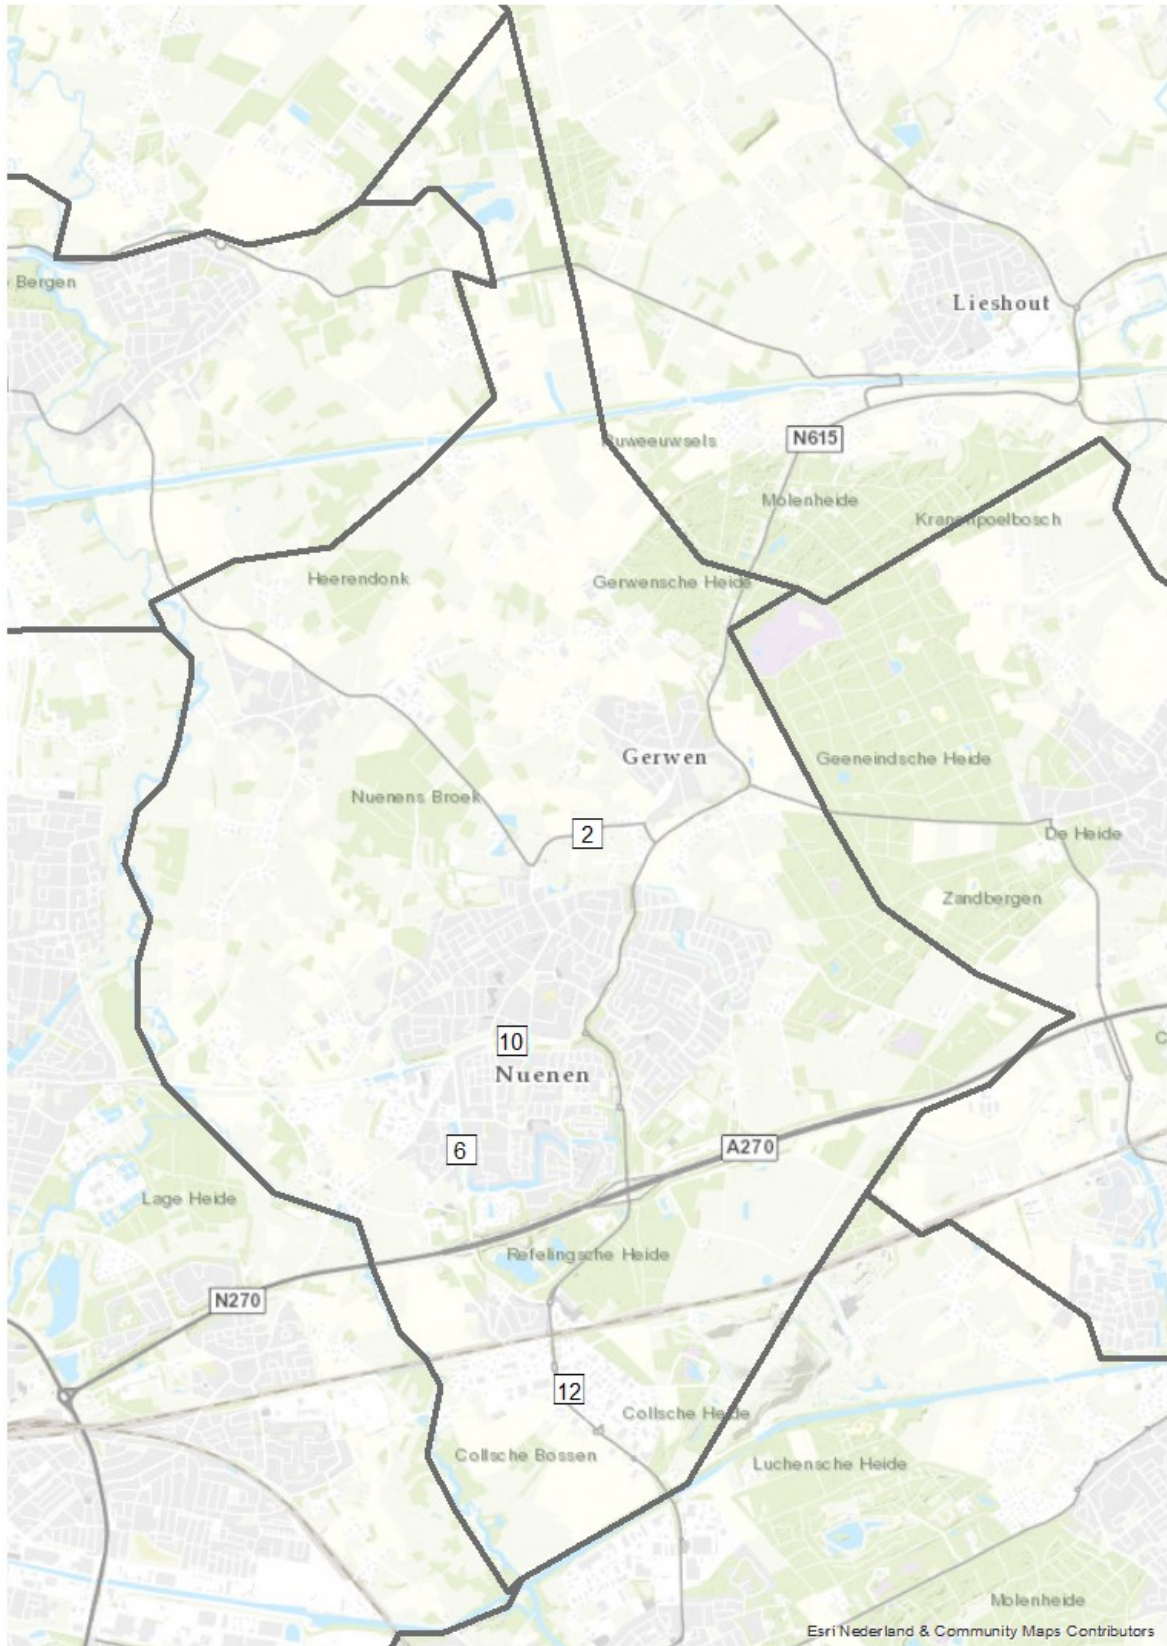 Bergen
Lieshout
Ruweeuwsels
N615
Molenheide
Kranenpoelbosch
Heerendonk
Gerwensche Heide
Gerwen
Geeneindsche Heide
Nuenens Broek
2
De Heide
Zandbergen
10
C
Nuenen
6
A270
Lage Heide
Refelingsche Heide
N270
12
Collsche Heide
Collsche Bossen
Luchensche Heide
Molenheide
Esri Nederland & Community Maps Contributors